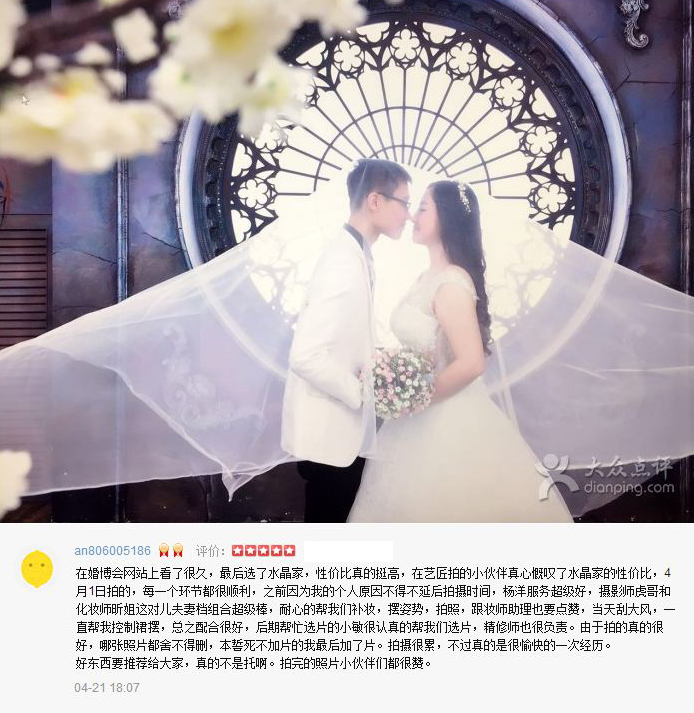 大众点评
dianping.com
an806005186 评价：
在婚博会网站上看了很久，最后选了水晶家，性价比真的挺高，在艺匠拍的小伙伴真心慨叹了水晶家的性价比，4
月1日拍的，每一个环节都很顺利，之前因为我的个人原因不得不延后拍摄时间，杨洋服务超级好，摄影师虎哥和
化妆师昕姐这对儿夫妻档组合超级棒，耐心的帮我们补妆，摆姿势，拍照，跟妆师助理也要点赞，当天刮大风，一
直帮我控制裙摆，总之配合很好，后期帮忙选片的小敏很认真的帮我们选片，精修师也很负责。由于拍的真的很
好，哪张照片都舍不得删，本誓死不加片的我最后加了片。拍摄很累，不过真的是很愉快的一次经历。
好东西要推荐给大家，真的不是托啊。拍完的照片小伙伴们都很赞。
04-21 18:07